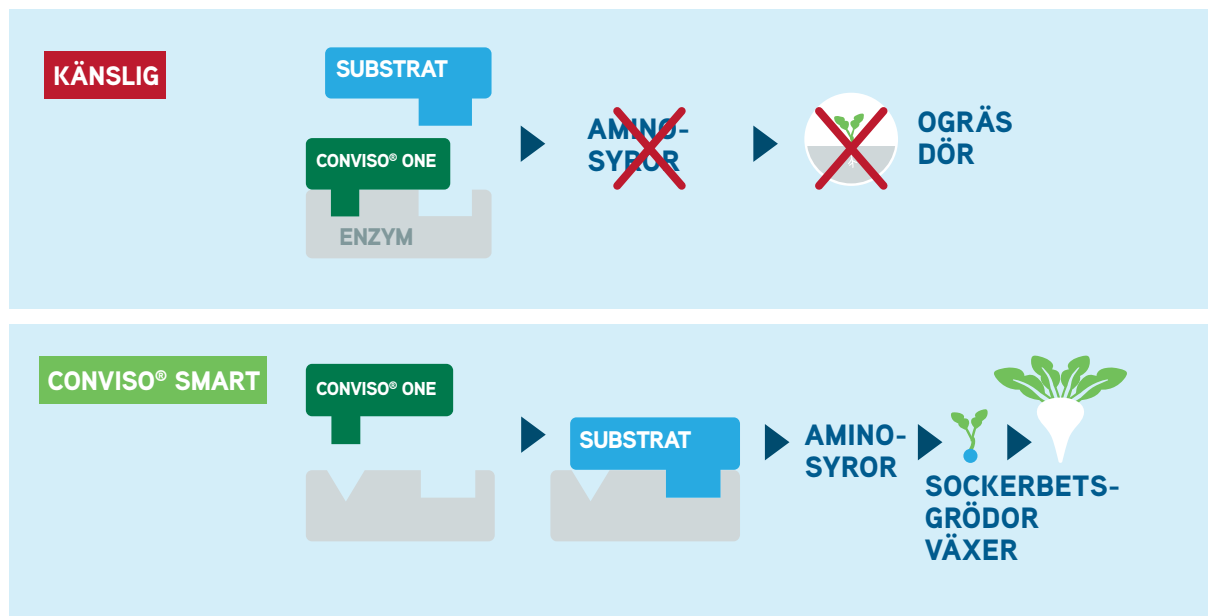 KÄNSLIG
SUBSTRAT
CONVISO® ONE
ENZYM
AMINO-
SYROR
OGRÄS
DÖR
CONVISO® SMART
CONVISO® ONE
SUBSTRAT
AMINO-
SYROR
SOCKERBETS-
GRÖDOR
VÄXER